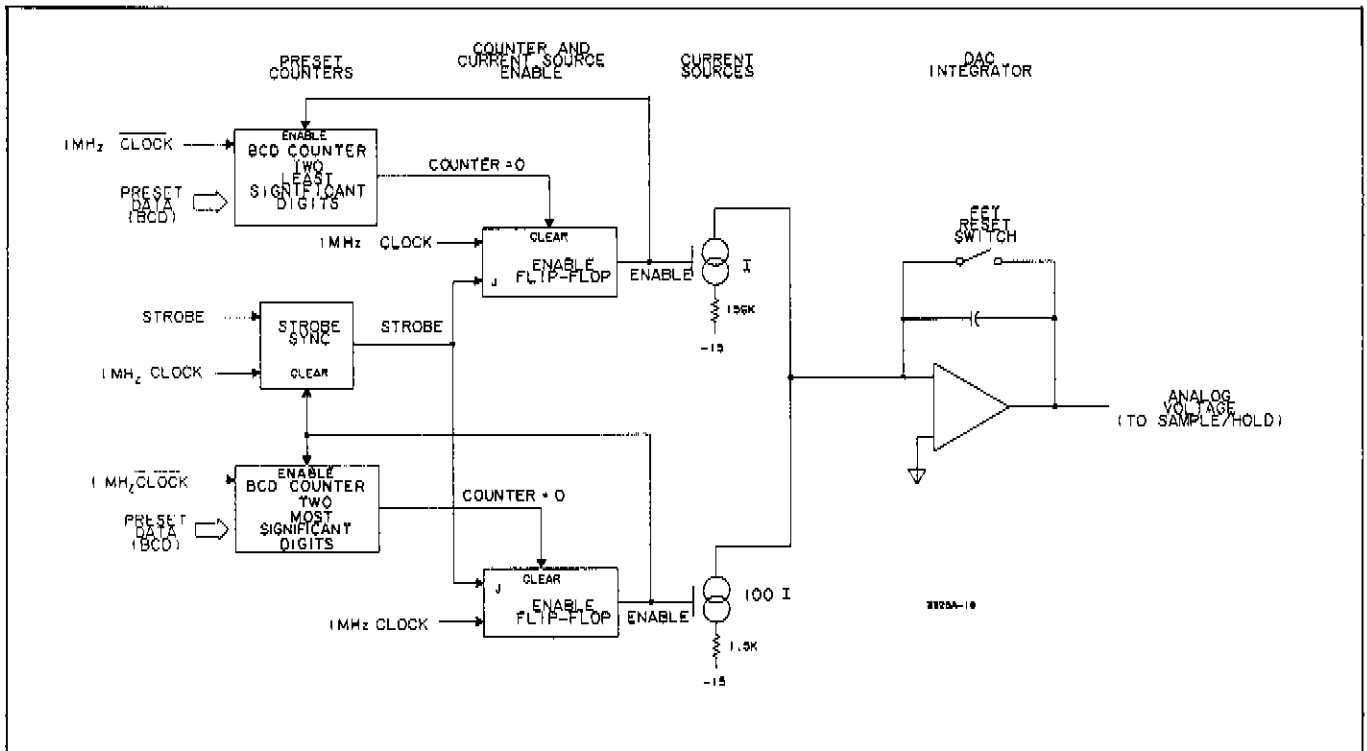 PRESET
COUNTERS
COUNTER AND
CURRENT SOURCE
ENABLE
CURRENT
SOURCES
DAC
INTEGRATOR
1MHz CLOCK
PRESET
DATA
(BCD)
ENABLE
BCD COUNTER
TWO
LEAST
SIGNIFICANT
DIGITS
COUNTER =0
1MHz CLOCK
J
CLEAR
ENABLE
FLIP-FLOP
ENABLE
I
156K
-15
FET
RESET
SWITCH
STROBE
1MHz CLOCK
STROBE
SYNC
CLEAR
STROBE
ANALOG
VOLTAGE
(TO SAMPLE/HOLD)
1MHz CLOCK
PRESET
DATA
(BCD)
ENABLE
BCD COUNTER
TWO
MOST
SIGNIFICANT
DIGITS
COUNTER = 0
1MHz CLOCK
J
CLEAR
ENABLE
FLIP-FLOP
ENABLE
100 I
1.5K
-15